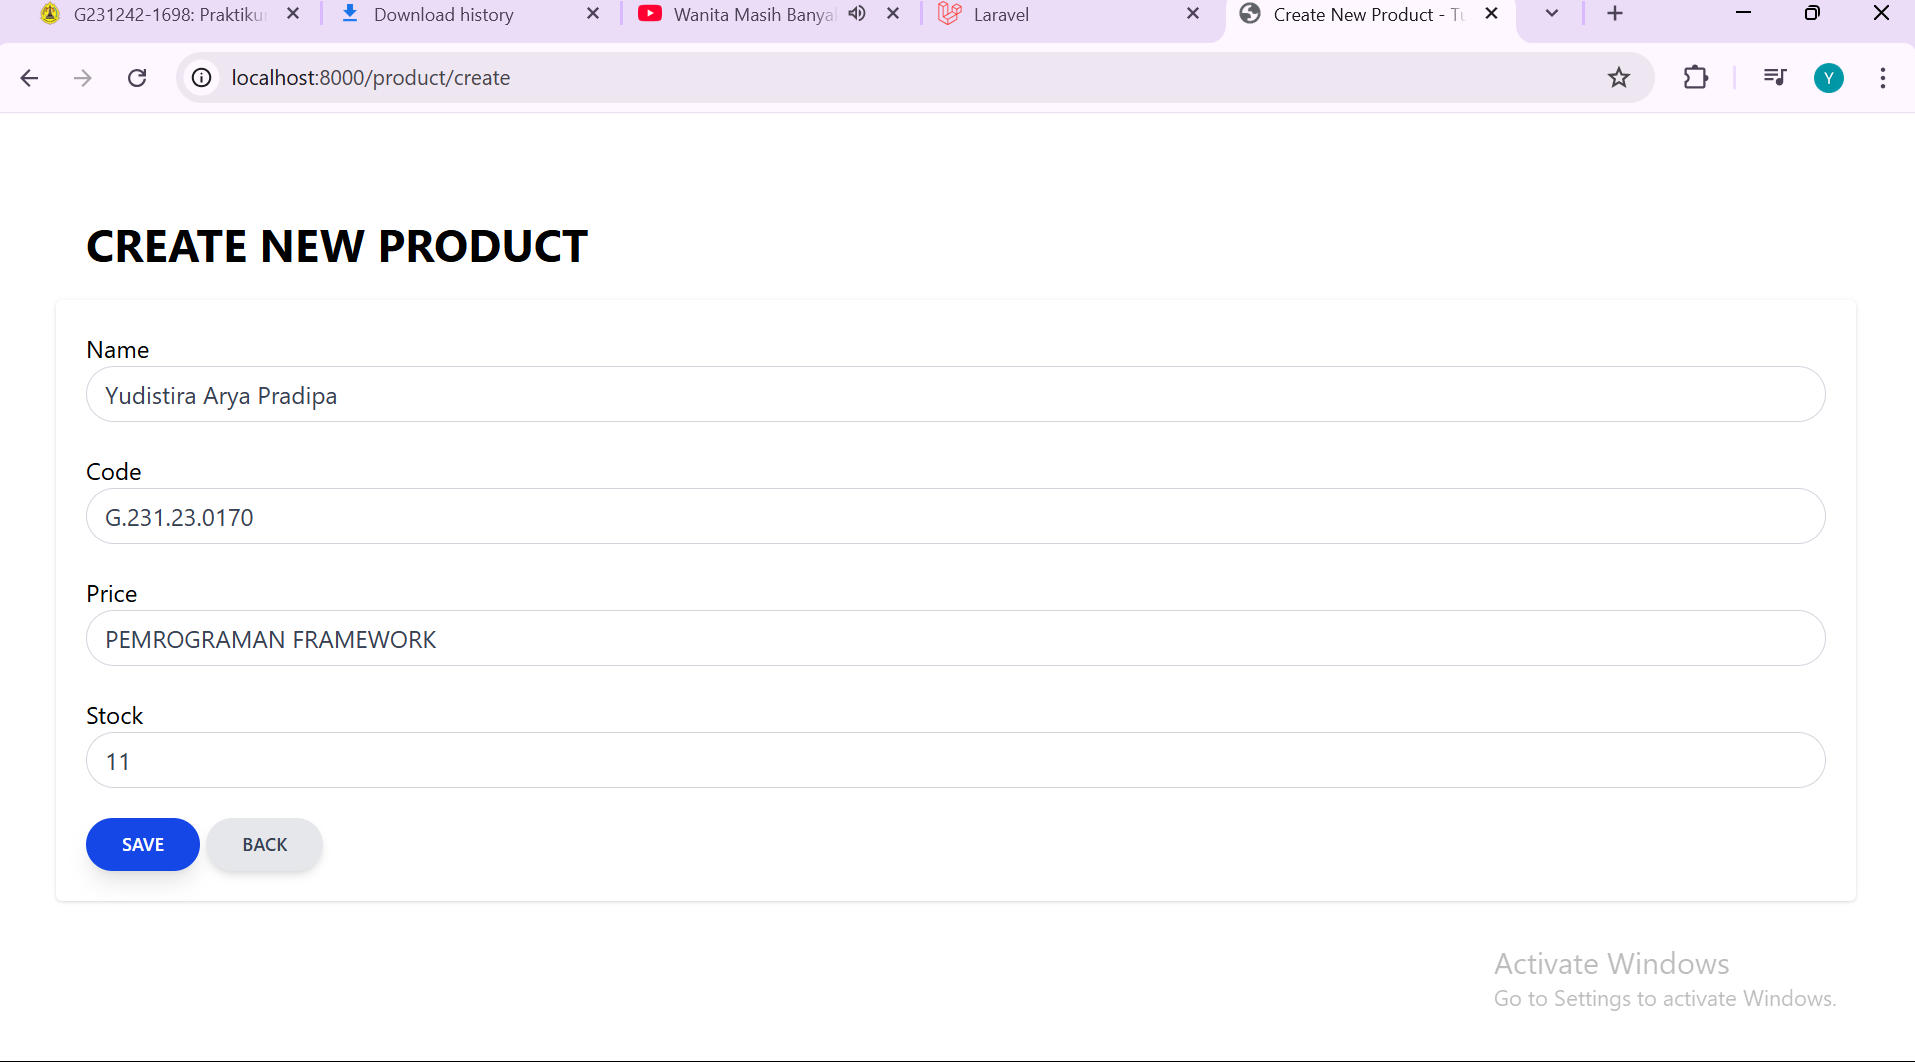 G231242-1698: Praktiku
Download history
Wanita Masih Banya
Laravel
Create New Product - Tu
localhost:8000/product/create
Y
CREATE NEW PRODUCT
Name
Yudistira Arya Pradipa
Code
G.231.23.0170
Price
PEMROGRAMAN FRAMEWORK
Stock
11
SAVE BACK
Activate Windows
Go to Settings to activate Windows.